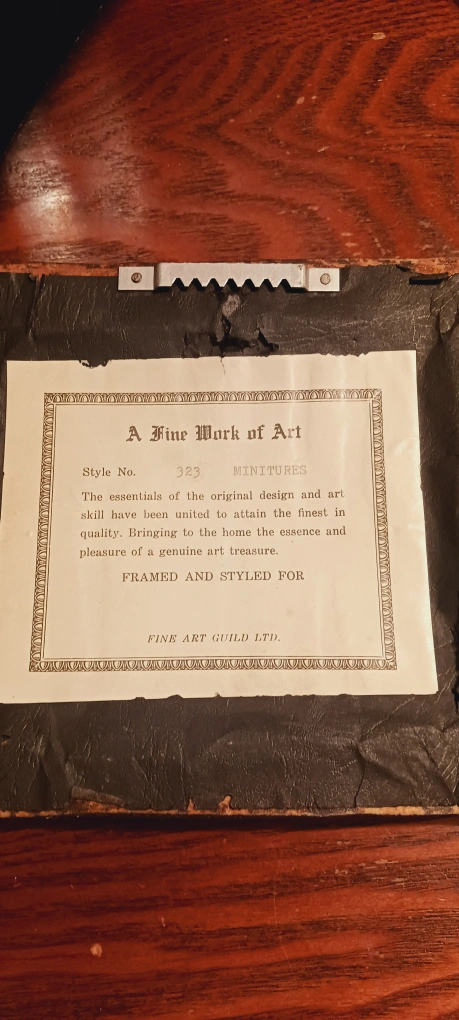 A Fine Work of Art
Style No. 323 MINITURES
The essentials of the original design and art
skill have been united to attain the finest in
quality. Bringing to the home the essence and
pleasure of a genuine art treasure.
FRAMED AND STYLED FOR
FINE ART GUILD LTD.